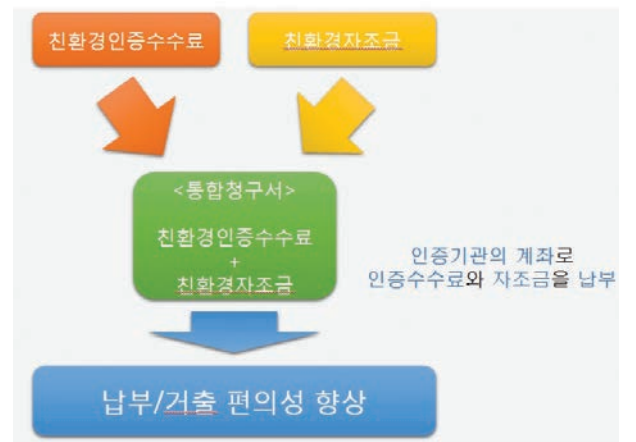 친환경인증수수료
친환경자조금
<통합청구서>
친환경인증수수료
+
친환경자조금
인증기관의 계좌로
인증수수료와 자조금을 납부
납부/거출 편의성 향상